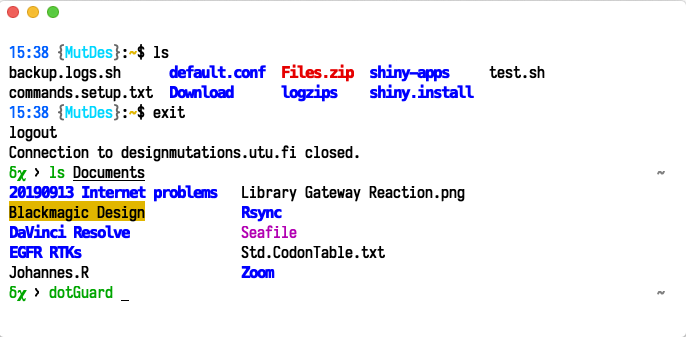 15:38 {MutDes}:~$ ls
backup.logs.sh default.conf Files.zip shiny-apps test.sh
commands.setup.txt Download logzips shiny.install
15:38 {MutDes}:~$ exit
logout
Connection to designmutations.utu.fi closed.
δχ › ls Documents ~
20190913 Internet problems Library Gateway Reaction.png
Blackmagic Design Rsync
DaVinci Resolve Seafile
EGFR RTKs Std.CodonTable.txt
Johannes.R Zoom
δχ › dotGuard _ ~